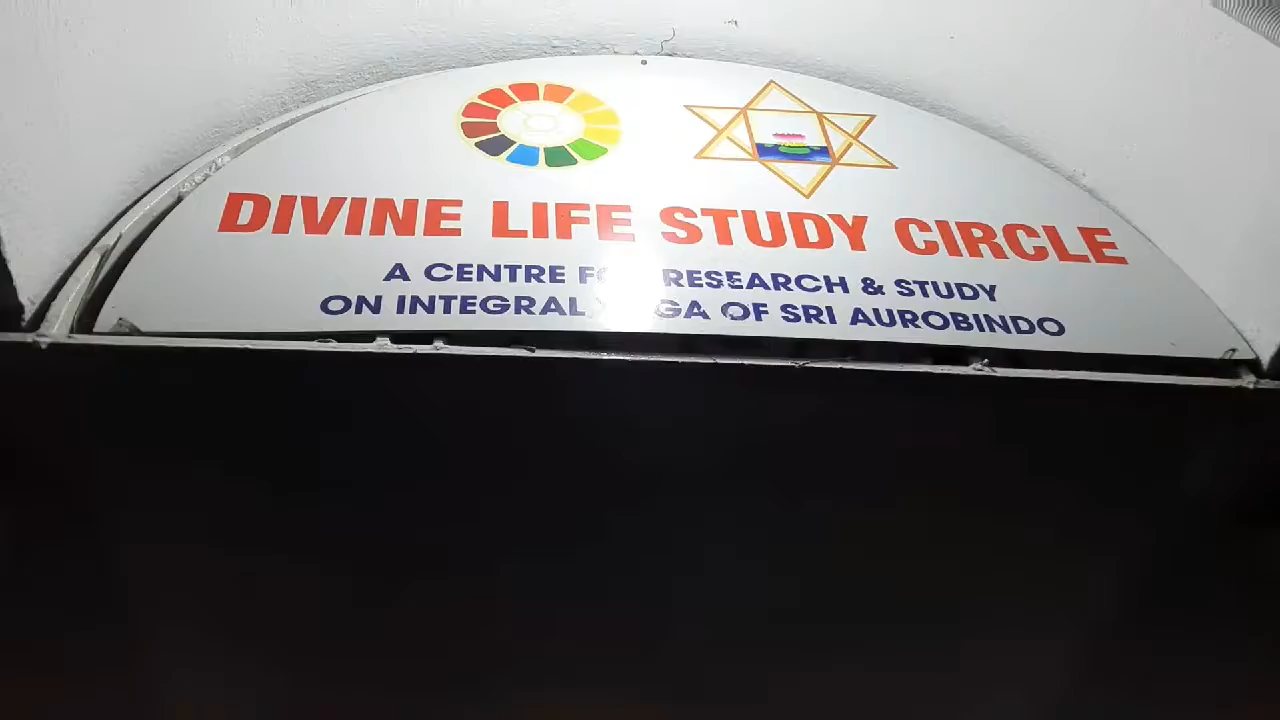 DIVINE LIFE STUDY CIRCLE
A CENTRE RESEARCH & STUDY
ON INTEGRAL OF SRI AUROBINDO